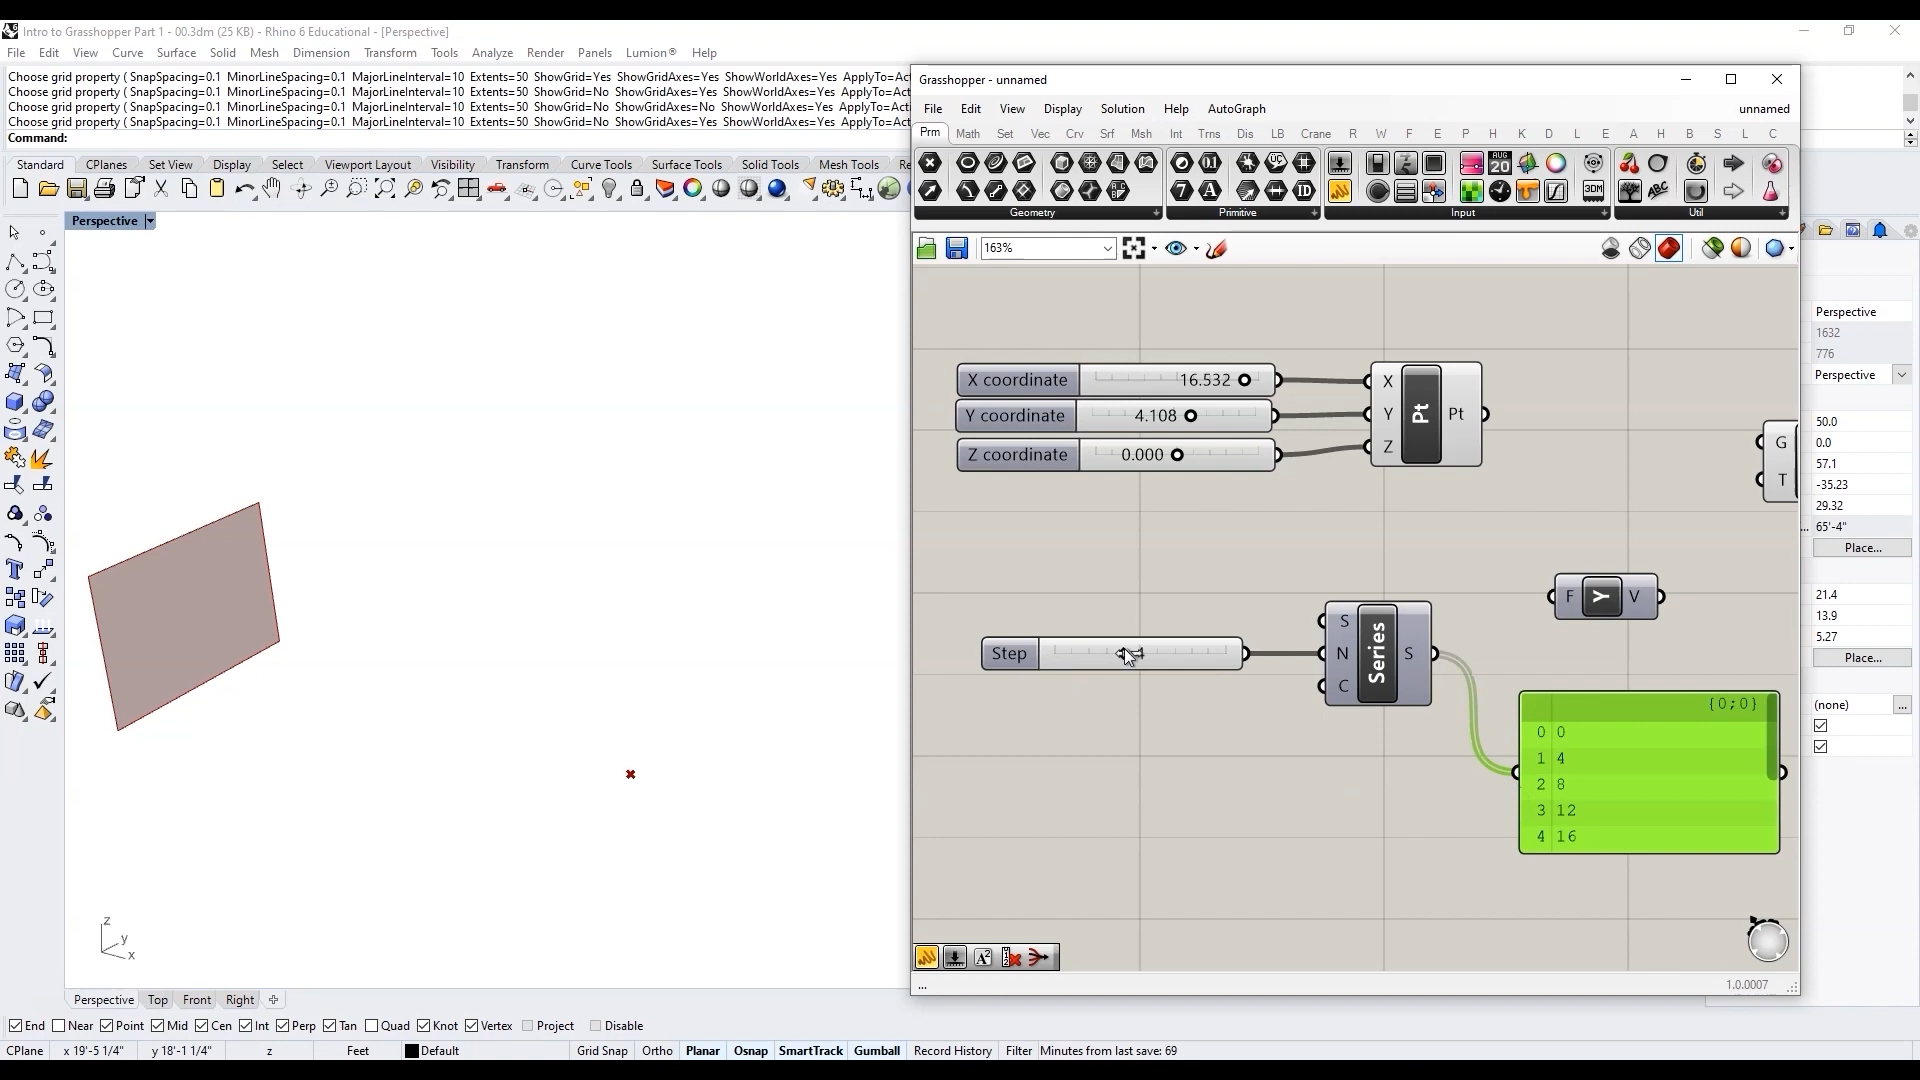 Intro to Grasshopper Part 1 - 00.3dm (25 KB) - Rhino 6 Educational - [Perspective]
File Edit View Curve Surface Solid Mesh Dimension Transform Tools Analyze Render Panels Lumion® Help
Choose grid property ( SnapSpacing=0.1 MinorLineSpacing=0.1 MajorLineInterval=10 Extents=50 ShowGrid=Yes ShowGridAxes=Yes ShowWorldAxes=Yes ApplyTo=Act
Choose grid property ( SnapSpacing=0.1 MinorLineSpacing=0.1 MajorLineInterval=10 Extents=50 ShowGrid=No ShowGridAxes=Yes ShowWorldAxes=Yes ApplyTo=Acti
Choose grid property ( SnapSpacing=0.1 MinorLineSpacing=0.1 MajorLineInterval=10 Extents=50 ShowGrid=No ShowGridAxes=No ShowWorldAxes=Yes ApplyTo=Activ
Choose grid property ( SnapSpacing=0.1 MinorLineSpacing=0.1 MajorLineInterval=10 Extents=50 ShowGrid=No ShowGridAxes=Yes ShowWorldAxes=Yes ApplyTo=Acti
Command:
Standard CPlanes Set View Display Select Viewport Layout Visibility Transform Curve Tools Surface Tools Solid Tools Mesh Tools Re
Perspective
Grasshopper - unnamed
File Edit View Display Solution Help AutoGraph unnamed
Prm Math Set Vec Crv Srf Msh Int Trns Dis LB Crane R W F E P H K D L E A H B S L C
Geometry Primitive Input Util
163%
X coordinate 16.532
Y coordinate 4.108
Z coordinate 0.000
X
Y
Z
Pt
Pt
G
T
F Y V
Step
S
N
C
Series
S
{0;0}
0 0
1 4
2 8
3 12
4 16
...
1.0.0007
Perspective
1632
776
Perspective
50.0
0.0
57.1
-35.23
29.32
65'-4"
Place...
21.4
13.9
5.27
Place...
(none) ...
z
y
x
Perspective Top Front Right
End Near Point Mid Cen Int Perp Tan Quad Knot Vertex Project Disable
CPlane x 19'-5 1/4" y 18'-1 1/4" z Feet Default Grid Snap Ortho Planar Osnap SmartTrack Gumball Record History Filter Minutes from last save: 69